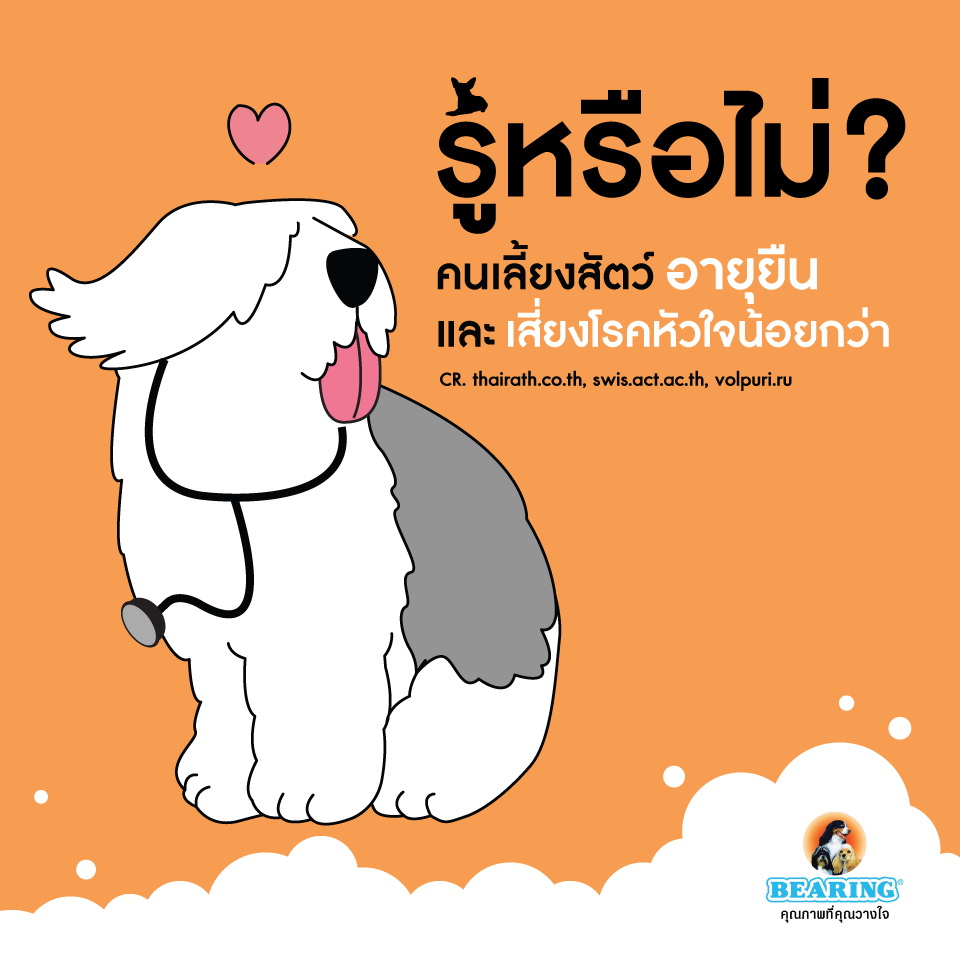 รู้หรือไม่?
คนเลี้ยงสัตว์ อายุยืน
และ เสี่ยงโรคหัวใจน้อยกว่า
CR. thairath.co.th, swis.act.ac.th, volpuri.ru
BEARING®
คุณภาพที่คุณวางใจ